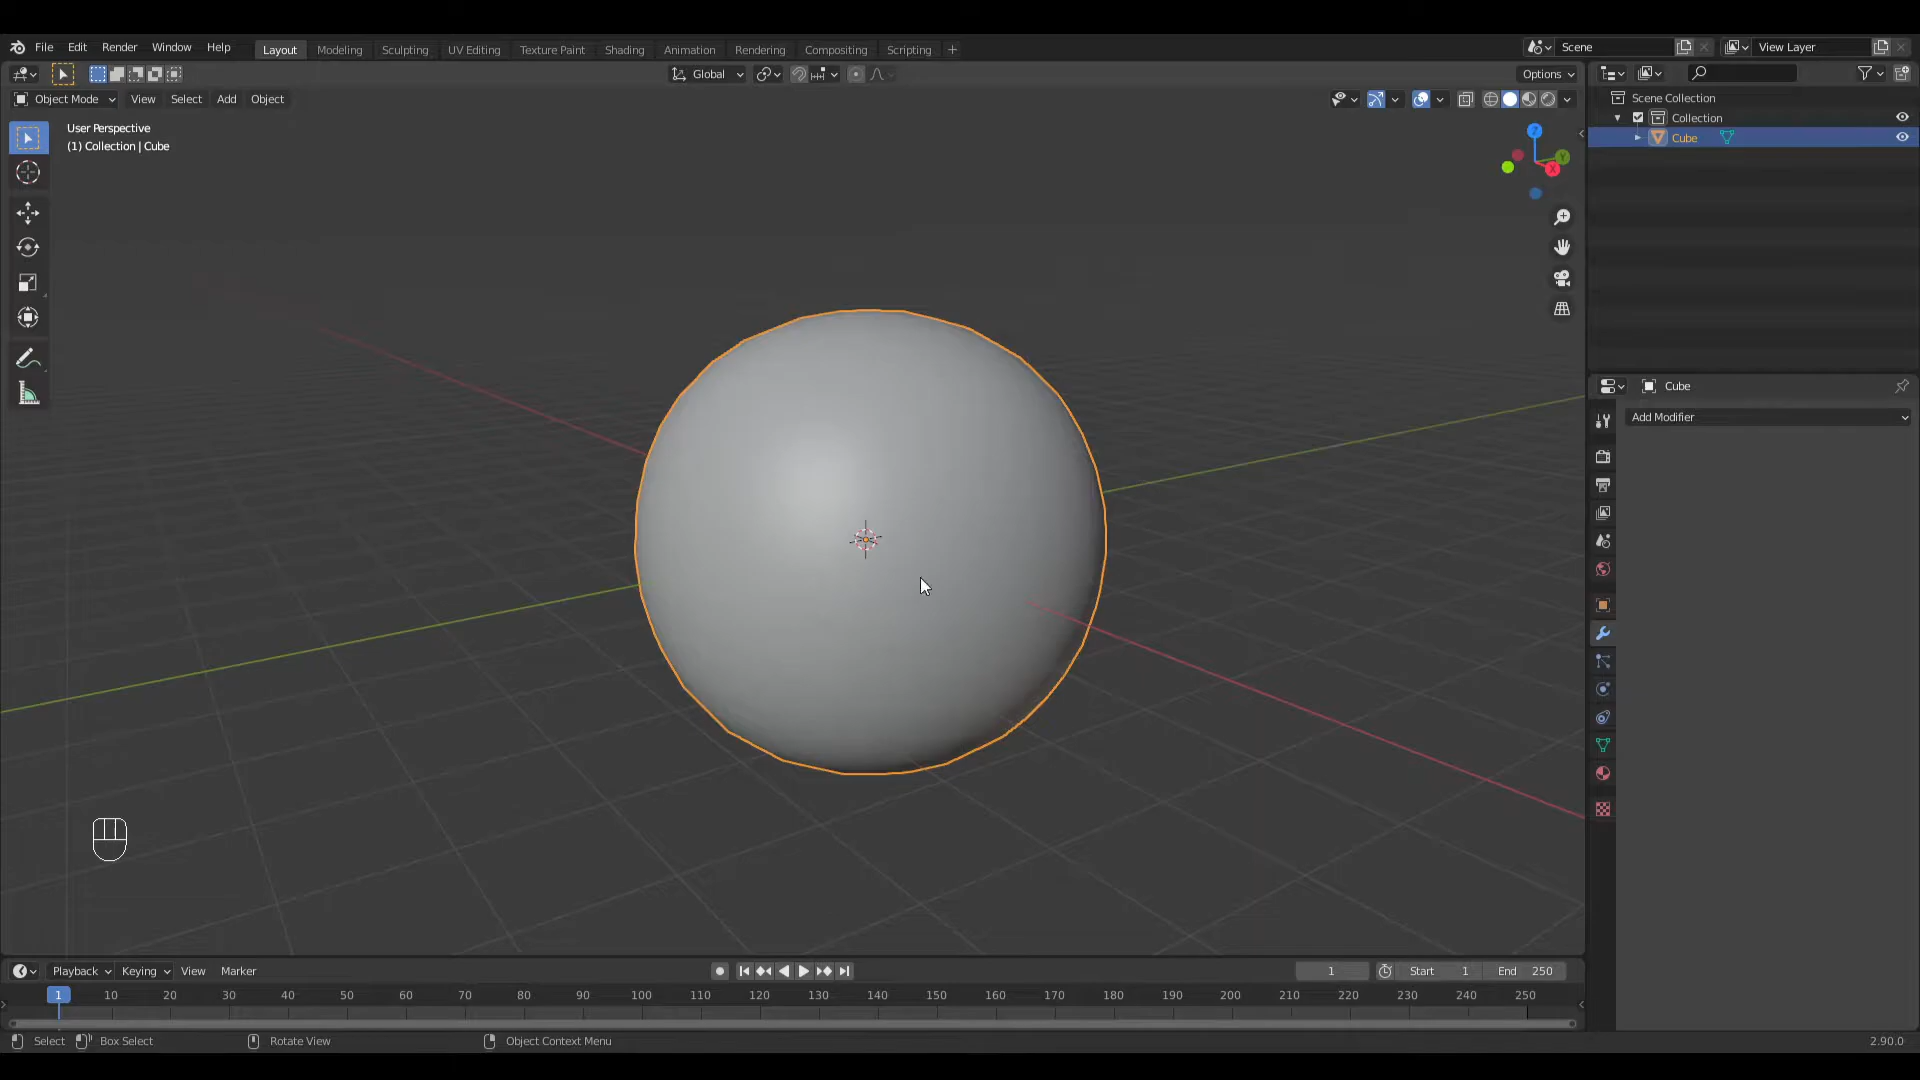 File Edit Render Window Help Layout Modeling Sculpting UV Editing Texture Paint Shading Animation Rendering Compositing Scripting + Scene View Layer
Global Options
Object Mode View Select Add Object
User Perspective
(1) Collection | Cube
Z
Y
X
Scene Collection
Collection
Cube
Cube
Add Modifier
Playback Keying View Marker 1 Start 1 End 250
1 10 20 30 40 50 60 70 80 90 100 110 120 130 140 150 160 170 180 190 200 210 220 230 240 250
Select Box Select Rotate View Object Context Menu 2.90.0